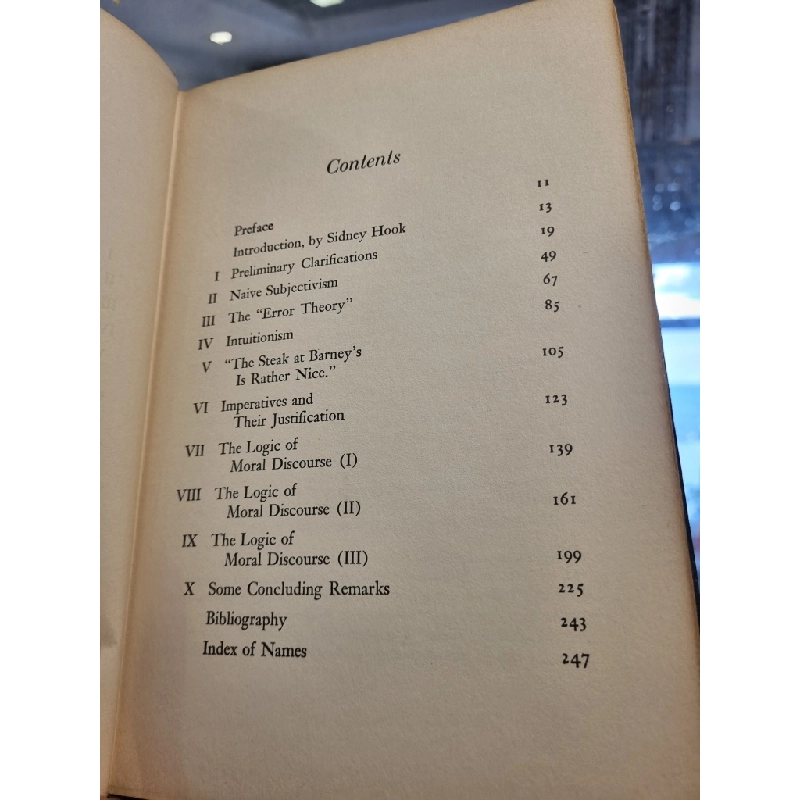 Contents
Preface 11
Introduction, by Sidney Hook 13
I Preliminary Clarifications 19
II Naive Subjectivism 49
III The "Error Theory" 67
IV Intuitionism 85
V "The Steak at Barney's
Is Rather Nice." 105
VI Imperatives and
Their Justification 123
VII The Logic of
Moral Discourse (I) 139
VIII The Logic of
Moral Discourse (II) 161
IX The Logic of
Moral Discourse (III) 199
X Some Concluding Remarks 225
Bibliography 243
Index of Names 247